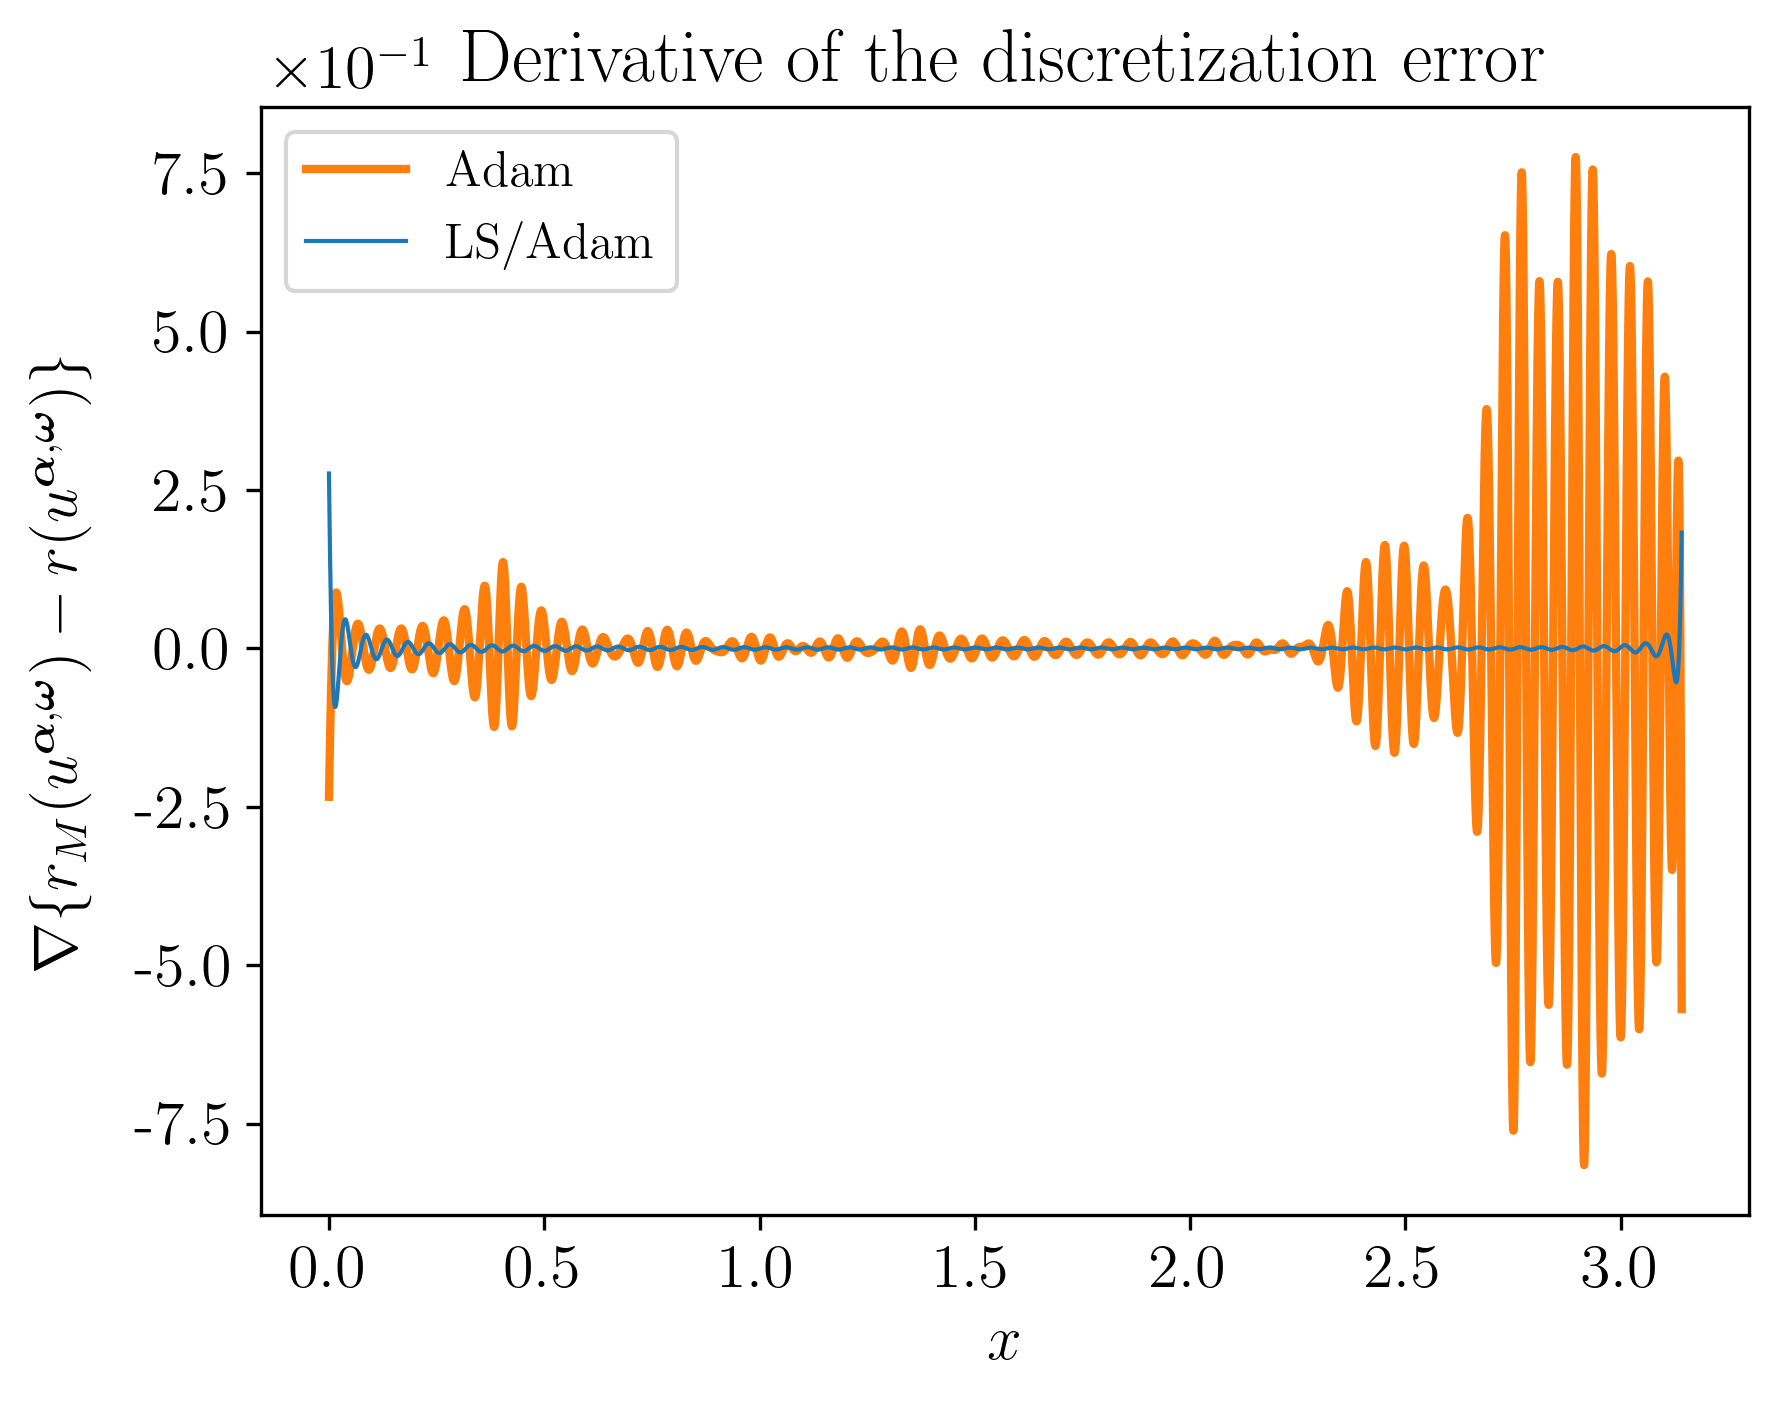 ×10⁻¹ Derivative of the discretization error
Adam
LS/Adam
7.5
5.0
2.5
0.0
-2.5
-5.0
-7.5
∇{r_M(u^{α,ω}) − r(u^{α,ω})}
0.0 0.5 1.0 1.5 2.0 2.5 3.0
x